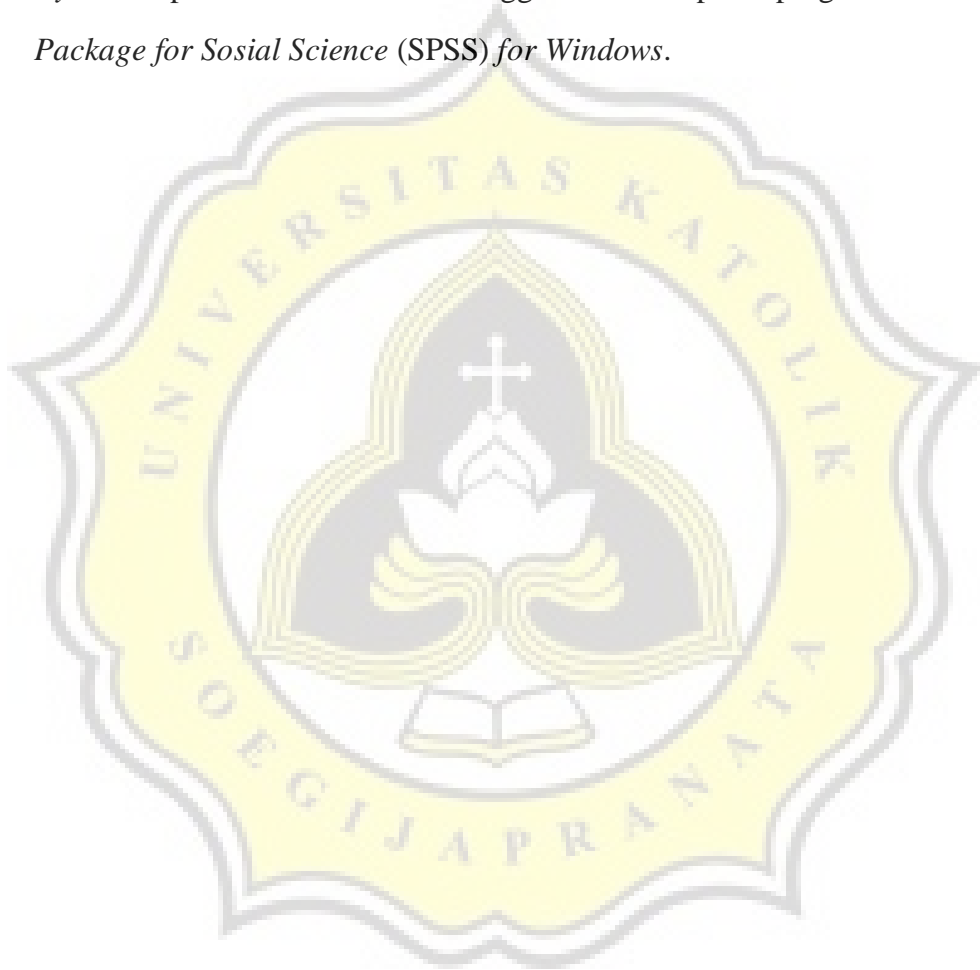 Package for Sosial Science (SPSS) for Windows.
UNIVERSITAS KATOLIK
SOEGIJAPRANATA